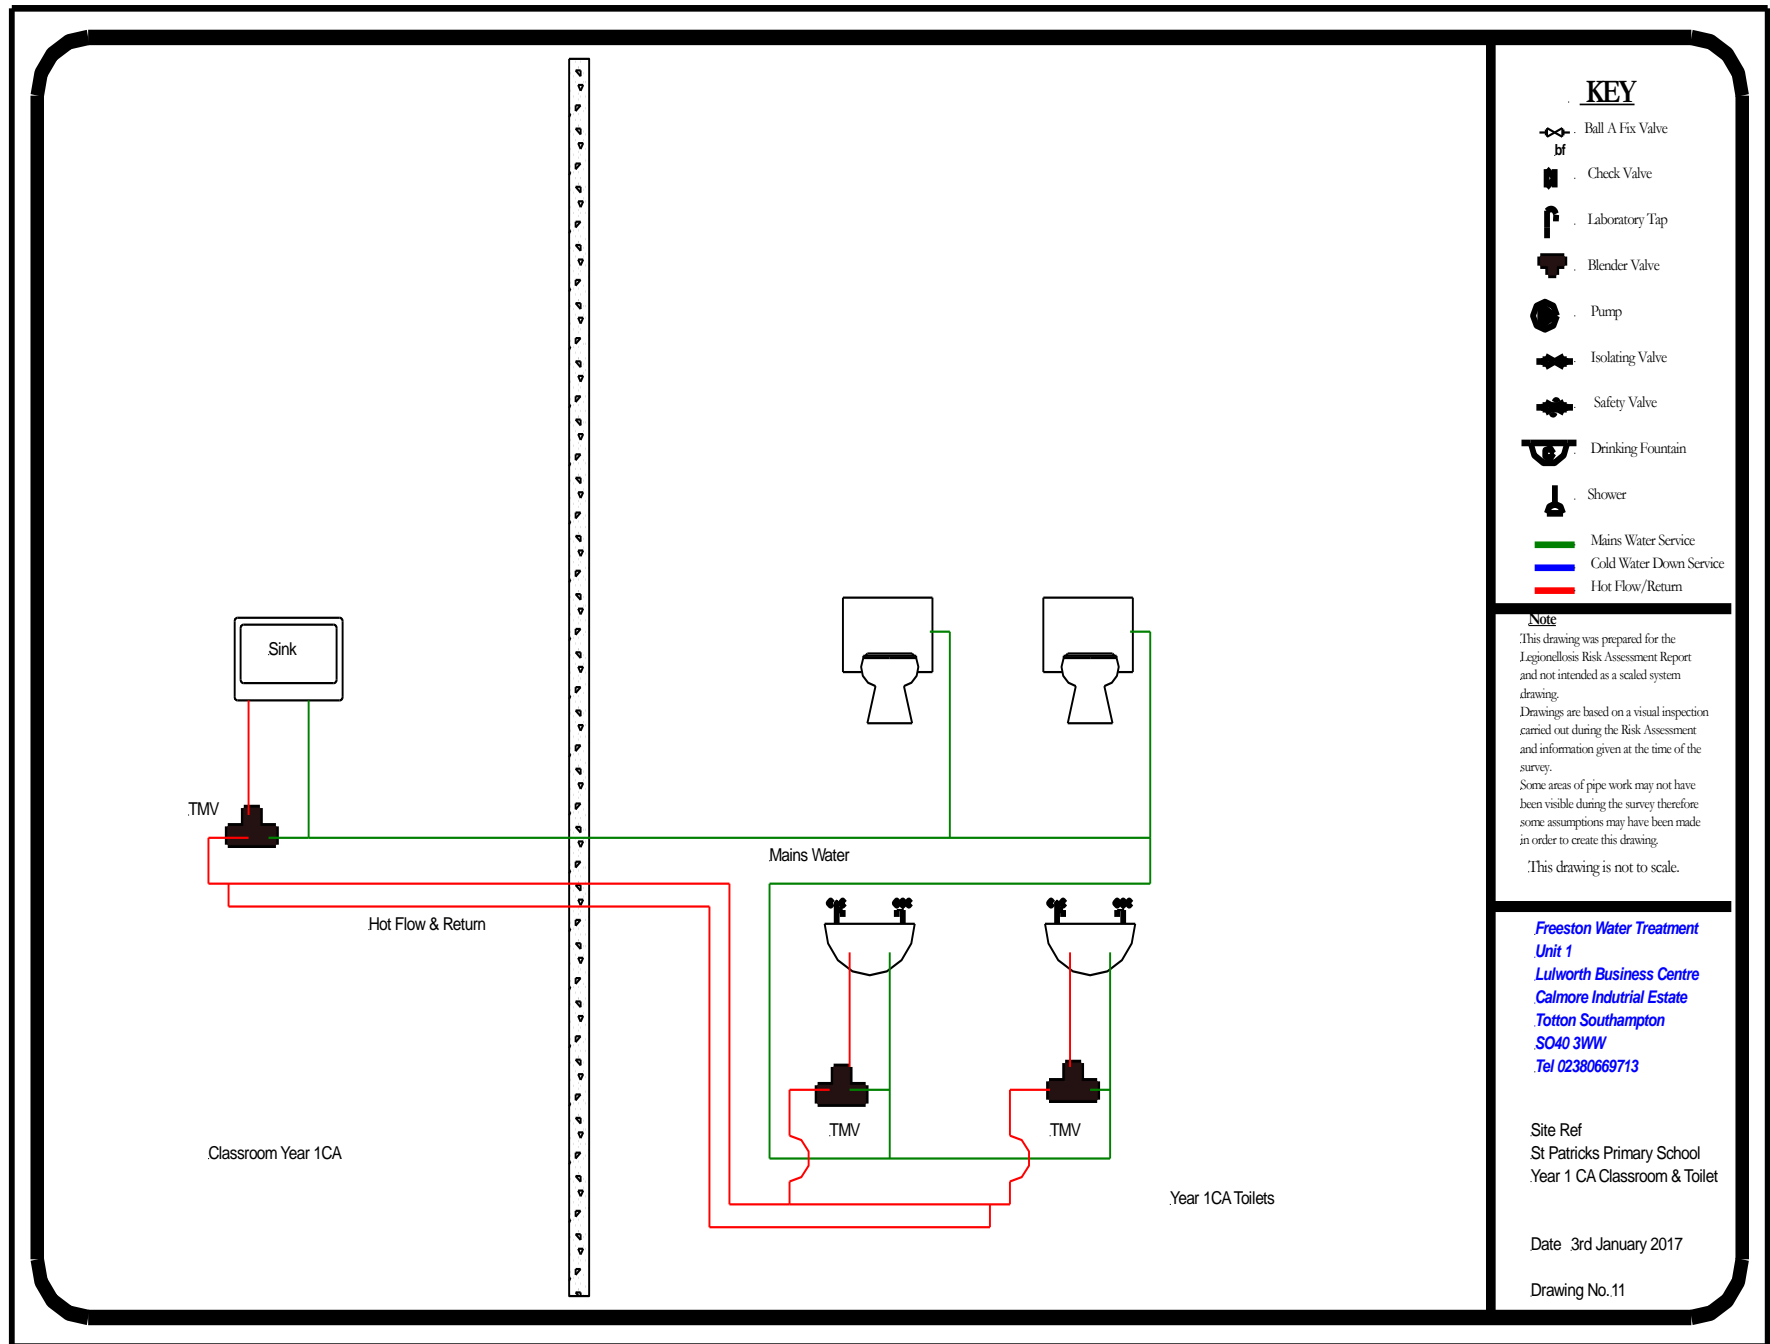 Sink
TMV
Mains Water
Hot Flow & Return
TMV
TMV
Classroom Year 1CA
Year 1CA Toilets
KEY
Ball A Fix Valve
bf
Check Valve
Laboratory Tap
Blender Valve
Pump
Isolating Valve
Safety Valve
Drinking Fountain
Shower
Mains Water Service
Cold Water Down Service
Hot Flow/Return
Note
This drawing was prepared for the
Legionellosis Risk Assessment Report
and not intended as a scaled system
drawing.
Drawings are based on a visual inspection
carried out during the Risk Assessment
and information given at the time of the
survey.
Some areas of pipe work may not have
been visible during the survey therefore
some assumptions may have been made
in order to create this drawing.
This drawing is not to scale.
Freeston Water Treatment
Unit 1
Lulworth Business Centre
Calmore Indutrial Estate
Totton Southampton
SO40 3WW
Tel 02380669713
Site Ref
St Patricks Primary School
Year 1 CA Classroom & Toilet
Date 3rd January 2017
Drawing No. 11